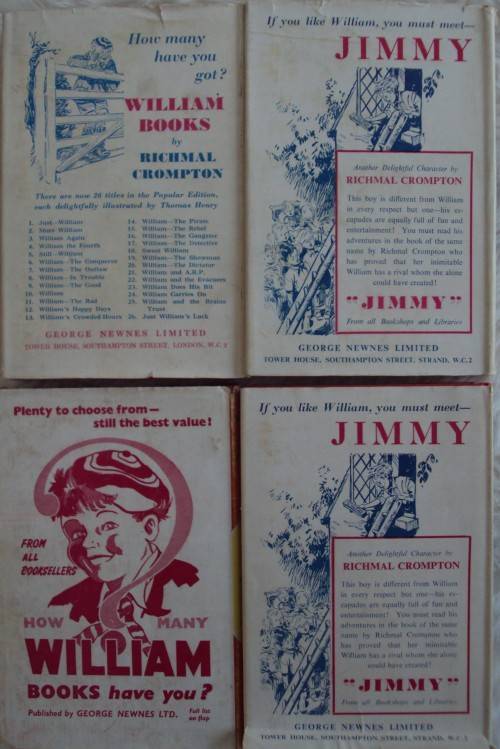 How many
have you
got?
WILLIAM
BOOKS
by
RICHMAL
CROMPTON
There are now 26 titles in the Popular Edition,
each delightfully illustrated by Thomas Henry
1. Just—William
2. More William
3. William Again
4. William the Fourth
5. Still—William
6. William—The Conqueror
7. William—The Outlaw
8. William—In Trouble
9. William—The Good
10. William
11. William—The Bad
12. William's Happy Days
13. William's Crowded Hours
14. William—The Pirate
15. William—The Rebel
16. William—The Gangster
17. William—The Detective
18. Sweet William
19. William—The Showman
20. William—The Dictator
21. William and A.R.P.
22. William and the Evacuees
23. William Does His Bit
24. William Carries On
25. William and the Brains
Trust
26. Just William's Luck
GEORGE NEWNES LIMITED
TOWER HOUSE, SOUTHAMPTON STREET, LONDON, W.C.2
If you like William, you must meet—
JIMMY
Another Delightful Character by
RICHMAL CROMPTON
This boy is different from William
in every respect but one—his es-
capades are equally full of fun and
entertainment! You must read his
adventures in the book of the same
name by Richmal Crompton who
has proved that her inimitable
William has a rival whom she alone
could have created!
"JIMMY"
From all Bookshops and Libraries
GEORGE NEWNES LIMITED
TOWER HOUSE, SOUTHAMPTON STREET, STRAND, W.C.2
Plenty to choose from—
still the best value!
FROM
ALL
BOOKSELLERS
HOW MANY
WILLIAM
BOOKS have you?
Published by GEORGE NEWNES LTD.
Full list
on flap
If you like William, you must meet—
JIMMY
Another Delightful Character by
RICHMAL CROMPTON
This boy is different from William
in every respect but one—his es-
capades are equally full of fun and
entertainment! You must read his
adventures in the book of the same
name by Richmal Crompton who
has proved that her inimitable
William has a rival whom she alone
could have created!
"JIMMY"
From all Bookshops and Libraries
GEORGE NEWNES LIMITED
TOWER HOUSE, SOUTHAMPTON STREET, STRAND, W.C.2